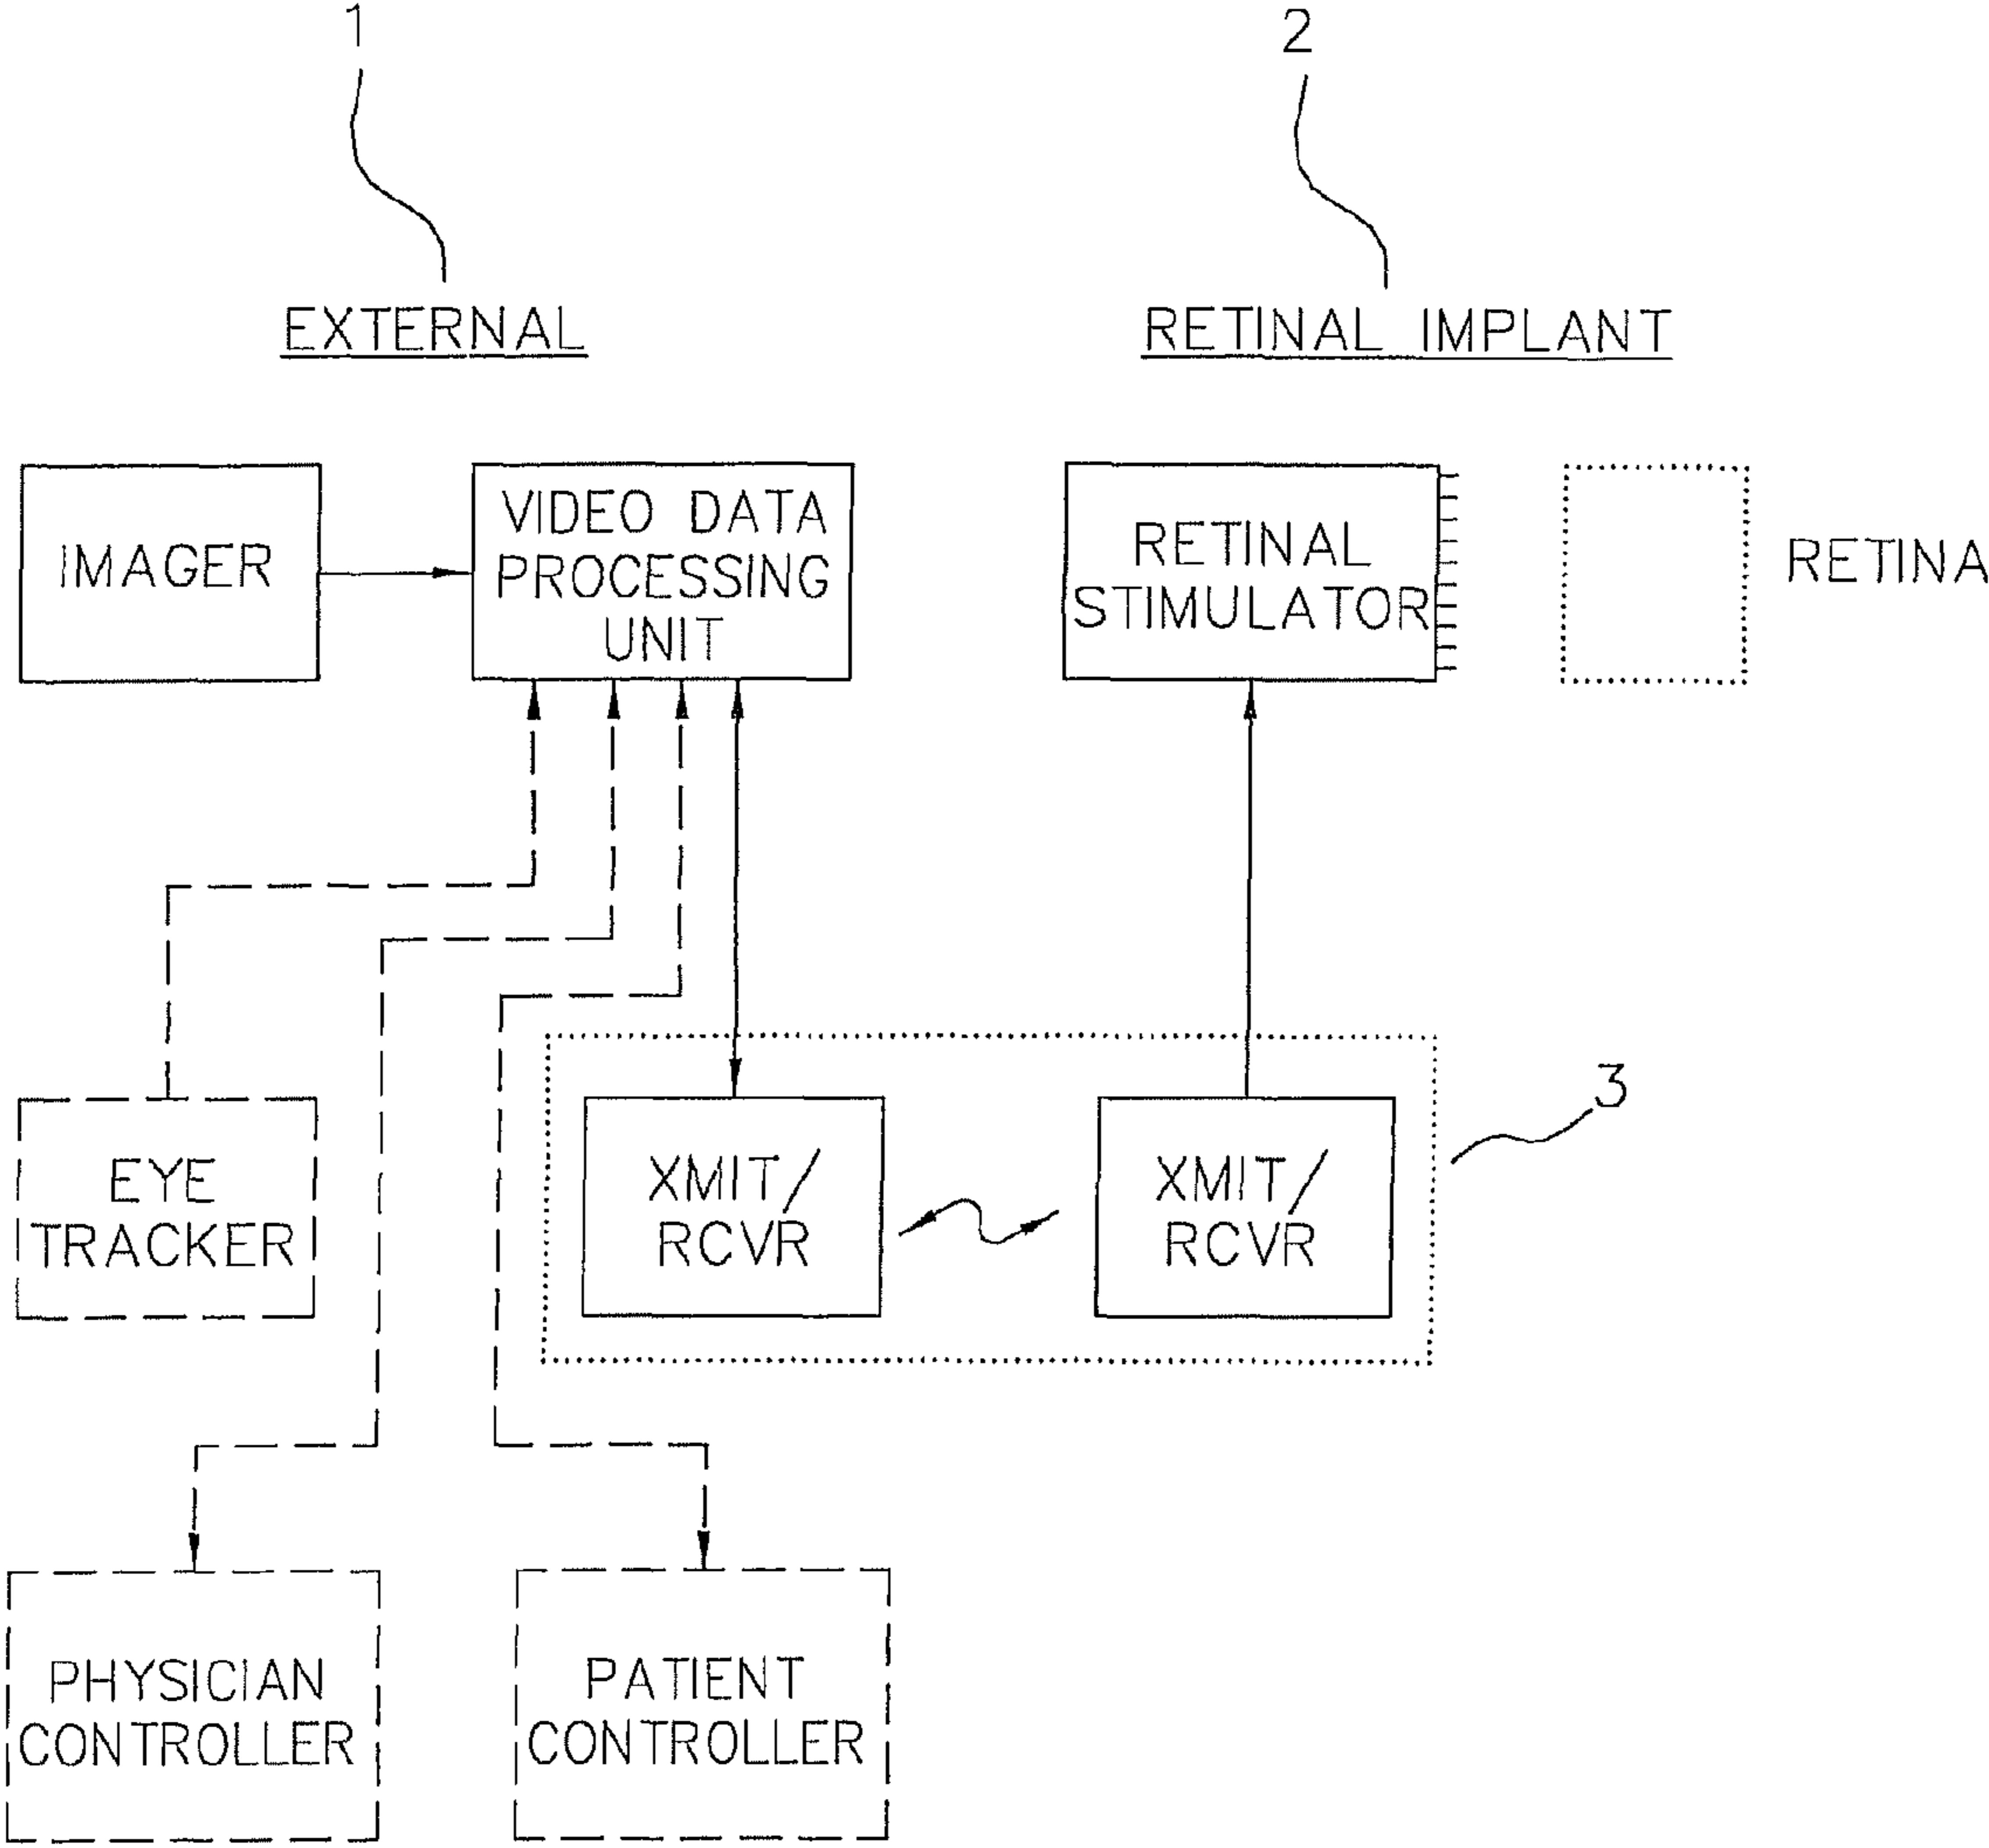 1
2
EXTERNAL
RETINAL IMPLANT
IMAGER
VIDEO DATA
PROCESSING
UNIT
RETINAL
STIMULATOR
RETINA
3
EYE
TRACKER
XMIT/
RCVR
XMIT/
RCVR
PHYSICIAN
CONTROLLER
PATIENT
CONTROLLER